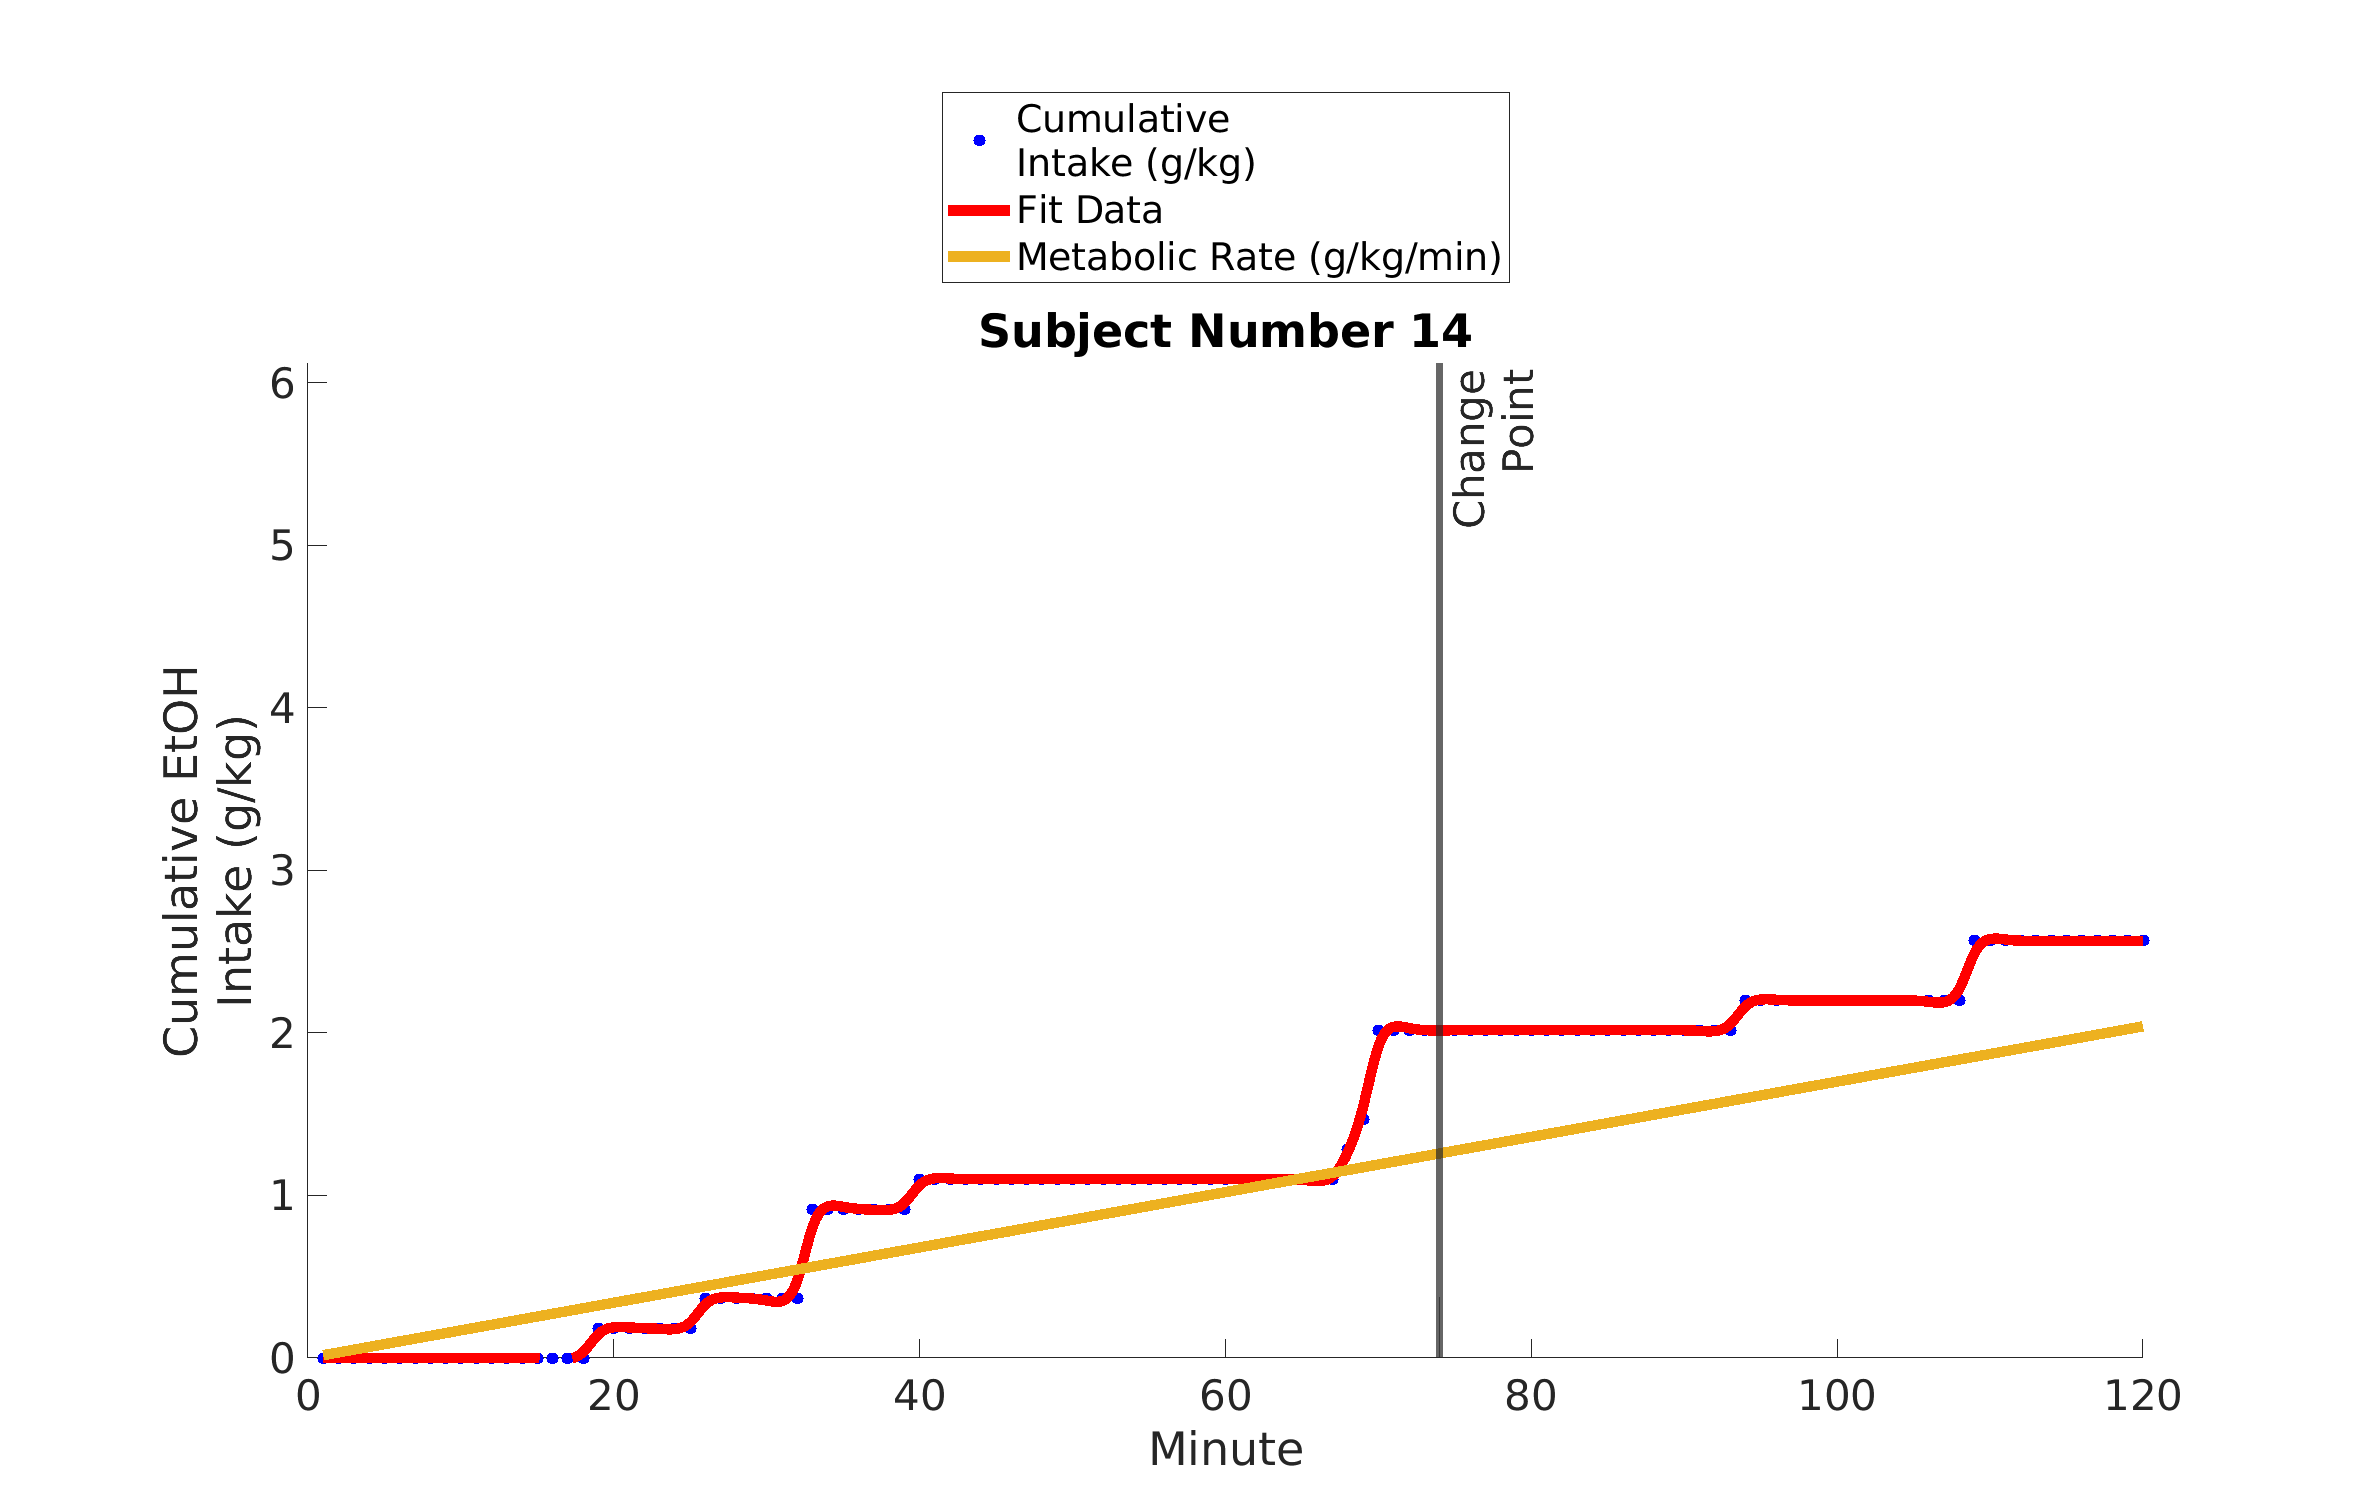 Cumulative
Intake (g/kg)
Fit Data
Metabolic Rate (g/kg/min)
Subject Number 14
Change
Point
Cumulative EtOH
Intake (g/kg)
6
5
4
3
2
1
0
0 20 40 60 80 100 120
Minute